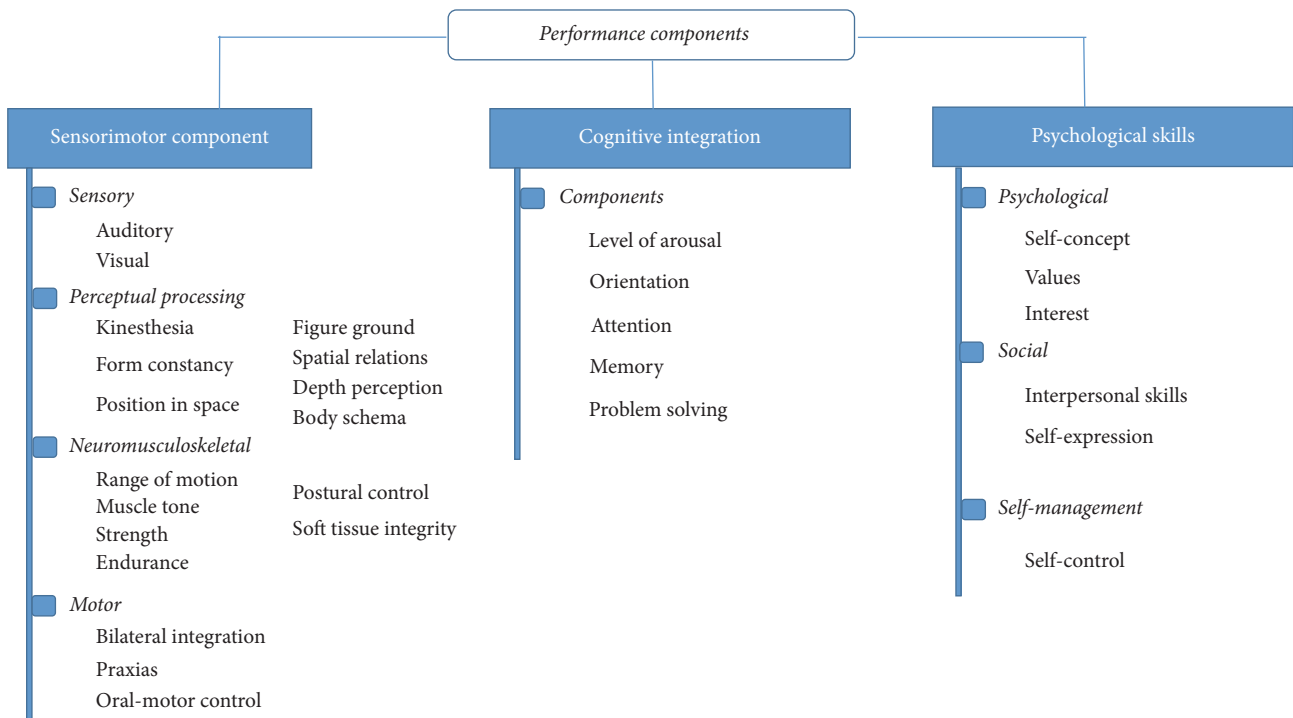 Performance components
Sensorimotor component
Sensory
Auditory
Visual
Perceptual processing
Kinesthesia
Form constancy
Position in space
Figure ground
Spatial relations
Depth perception
Body schema
Neuromusculoskeletal
Range of motion
Muscle tone
Strength
Endurance
Postural control
Soft tissue integrity
Motor
Bilateral integration
Praxias
Oral-motor control
Cognitive integration
Components
Level of arousal
Orientation
Attention
Memory
Problem solving
Psychological skills
Psychological
Self-concept
Values
Interest
Social
Interpersonal skills
Self-expression
Self-management
Self-control